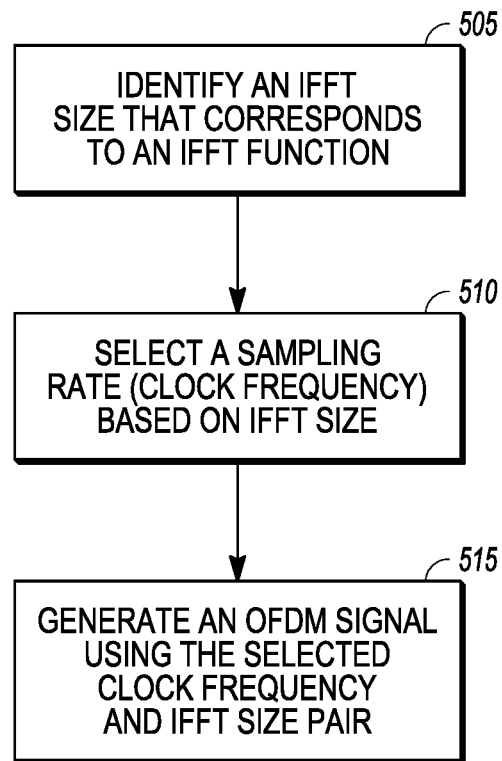 505
IDENTIFY AN IFFT
SIZE THAT CORRESPONDS
TO AN IFFT FUNCTION
510
SELECT A SAMPLING
RATE (CLOCK FREQUENCY)
BASED ON IFFT SIZE
515
GENERATE AN OFDM SIGNAL
USING THE SELECTED
CLOCK FREQUENCY
AND IFFT SIZE PAIR